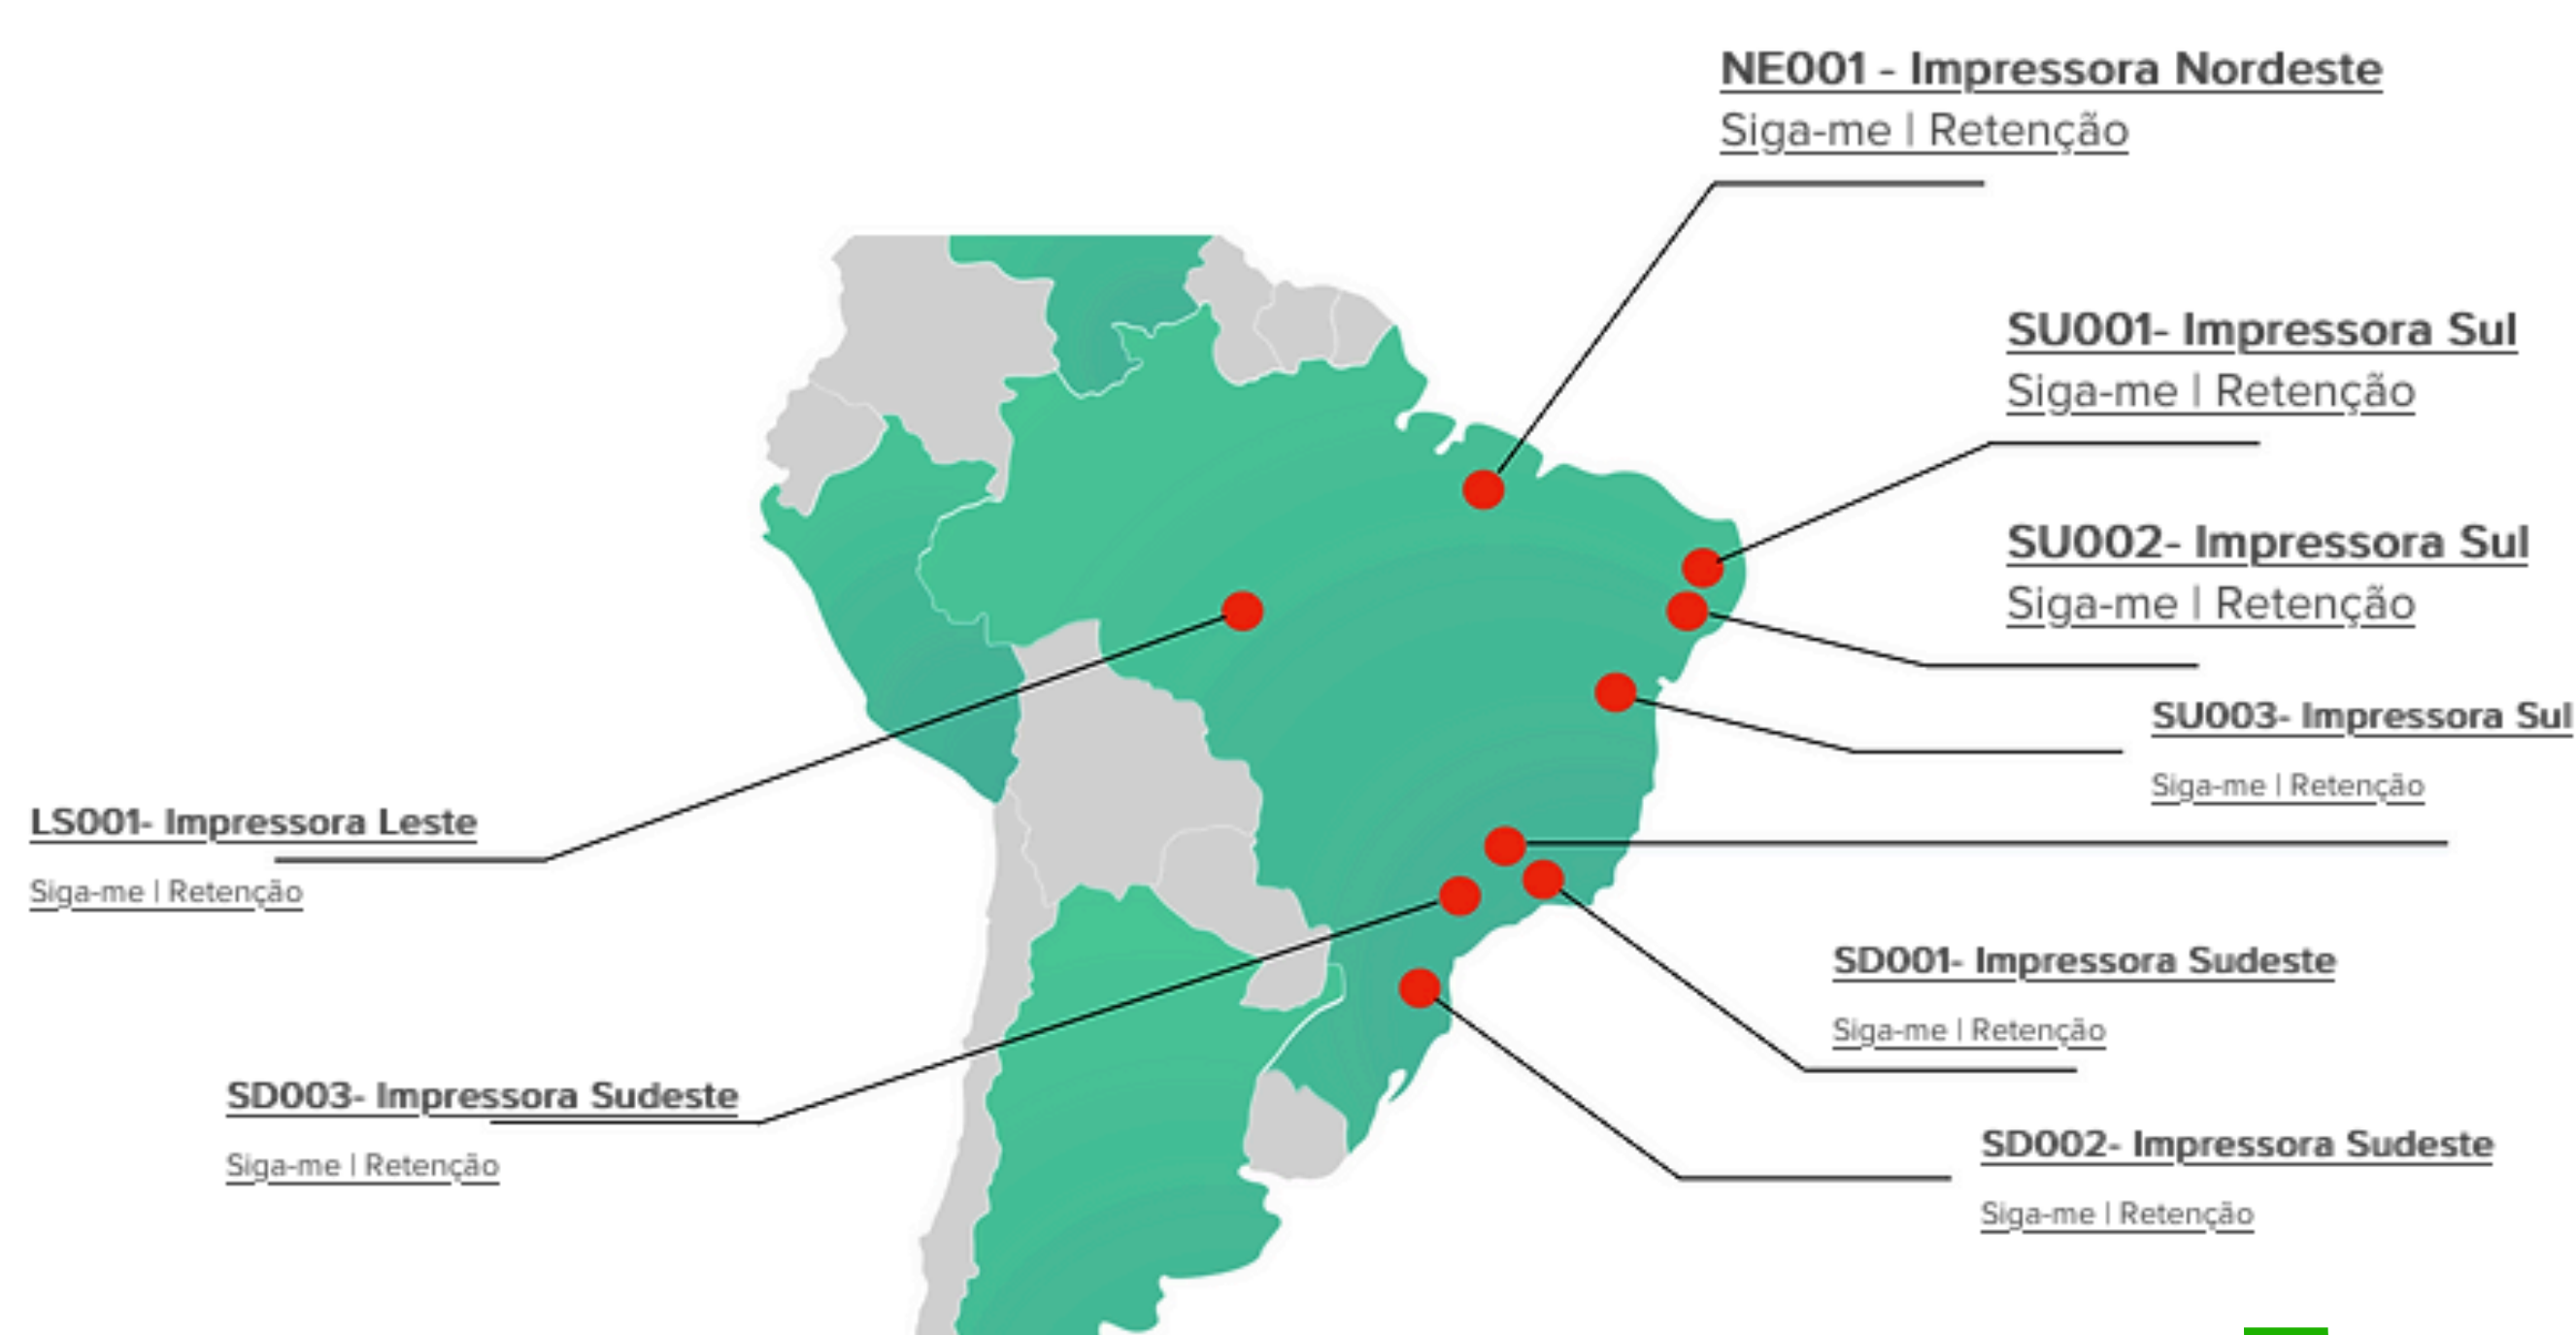 NE001 - Impressora Nordeste
Siga-me | Retenção
SU001- Impressora Sul
Siga-me | Retenção
SU002- Impressora Sul
Siga-me | Retenção
SU003- Impressora Sul
Siga-me | Retenção
LS001- Impressora Leste
Siga-me | Retenção
SD001- Impressora Sudeste
Siga-me | Retenção
SD003- Impressora Sudeste
Siga-me | Retenção
SD002- Impressora Sudeste
Siga-me | Retenção